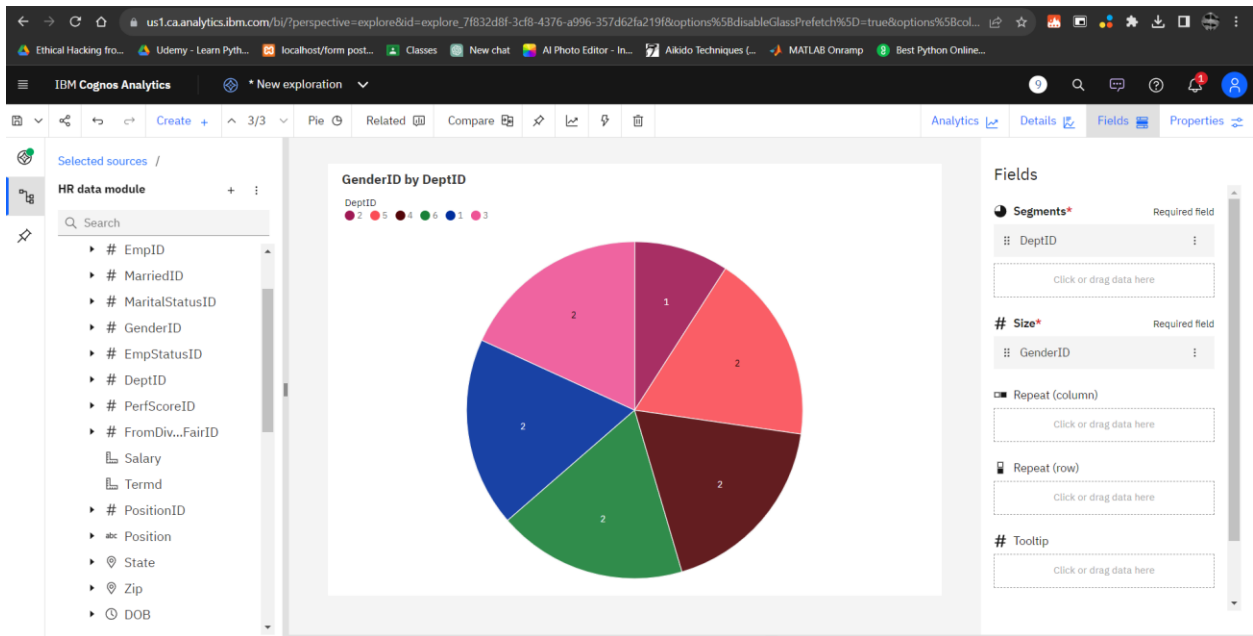 us1.ca.analytics.ibm.com/bi/?perspective=explore&id=explore_7f832d8f-3cf8-4376-a996-357d62fa219f&options%5BdisableGlassPrefetch%5D=true&options%5Bcol...
Ethical Hacking fro... Udemy - Learn Pyth... localhost/form post... Classes New chat AI Photo Editor - In... Aikido Techniques (... MATLAB Onramp Best Python Online...
IBM Cognos Analytics * New exploration 9 1
Create + 3/3 Pie Related Compare Analytics Details Fields Properties
Selected sources /
HR data module
Search
# EmpID
# MarriedID
# MaritalStatusID
# GenderID
# EmpStatusID
# DeptID
# PerfScoreID
# FromDiv...FairID
Salary
Termd
# PositionID
abc Position
State
Zip
DOB
GenderID by DeptID
DeptID
2 5 4 6 1 3
1
2
2
2
2
2
Fields
Segments* Required field
DeptID
Click or drag data here
# Size* Required field
GenderID
Repeat (column)
Click or drag data here
Repeat (row)
Click or drag data here
# Tooltip
Click or drag data here